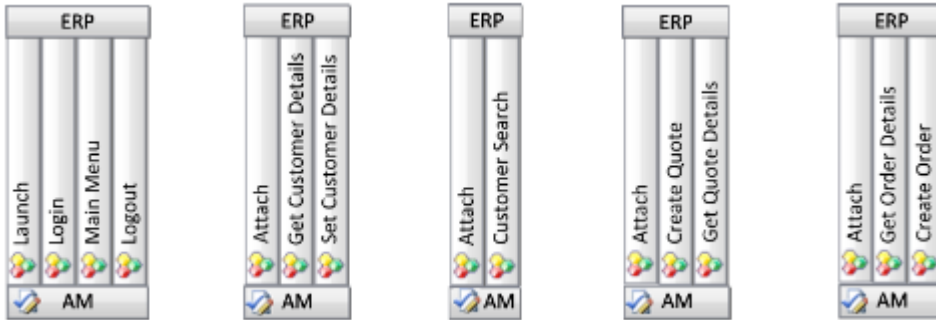 ERP
Launch
Login
Main Menu
Logout
AM
ERP
Attach
Get Customer Details
Set Customer Details
AM
ERP
Attach
Customer Search
AM
ERP
Attach
Create Quote
Get Quote Details
AM
ERP
Attach
Get Order Details
Create Order
AM